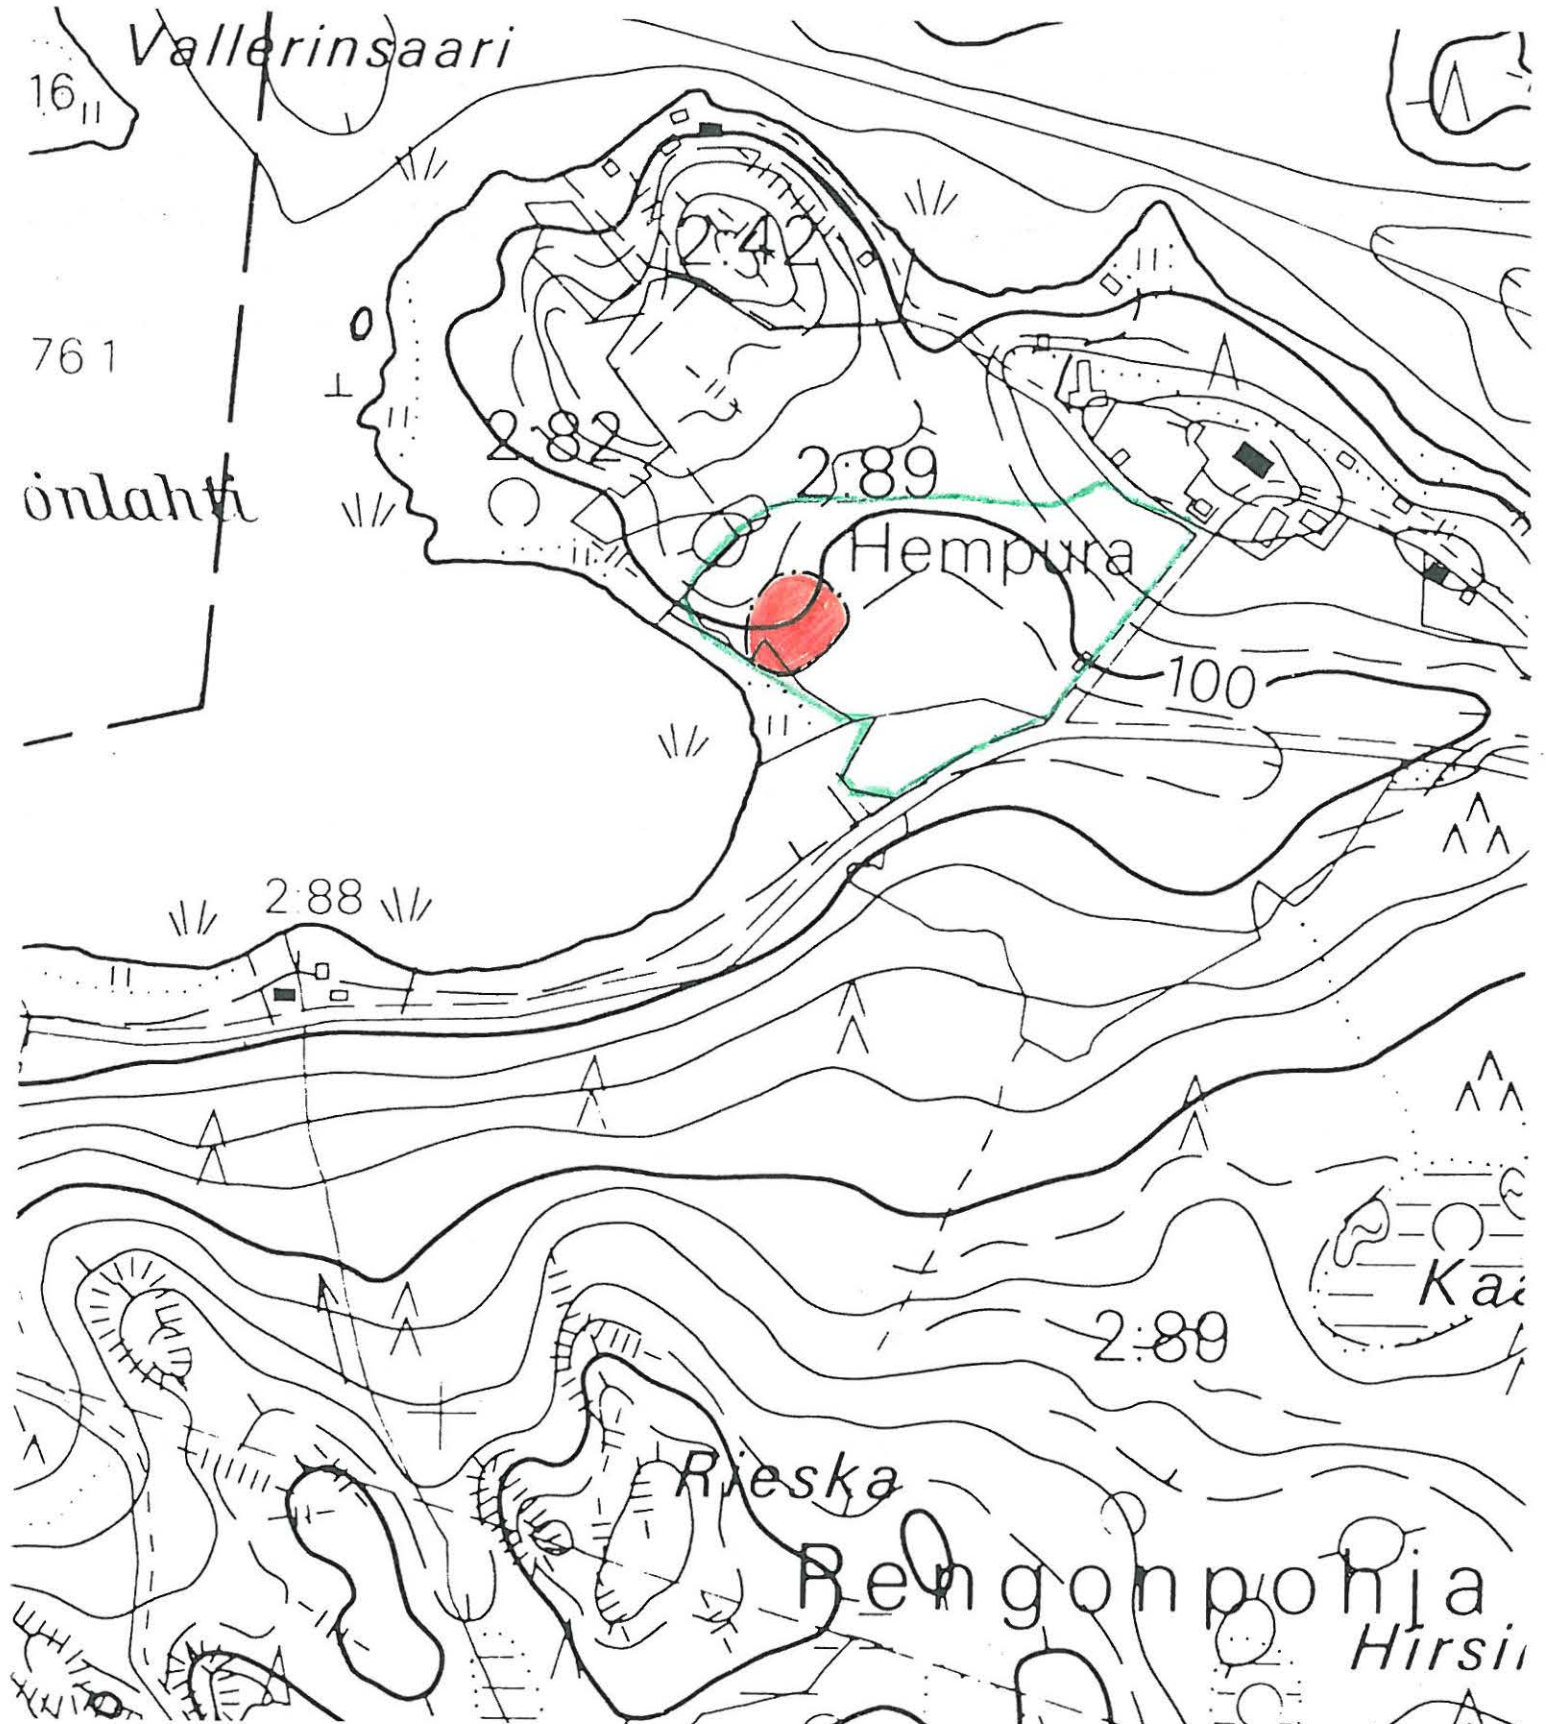 Vallerinsaari
16
2:42
761
2:82
2:89
önlahti
Hempura
100
2:88
Kaa
2:89
Rieska
Pengonpohja
Hirsi